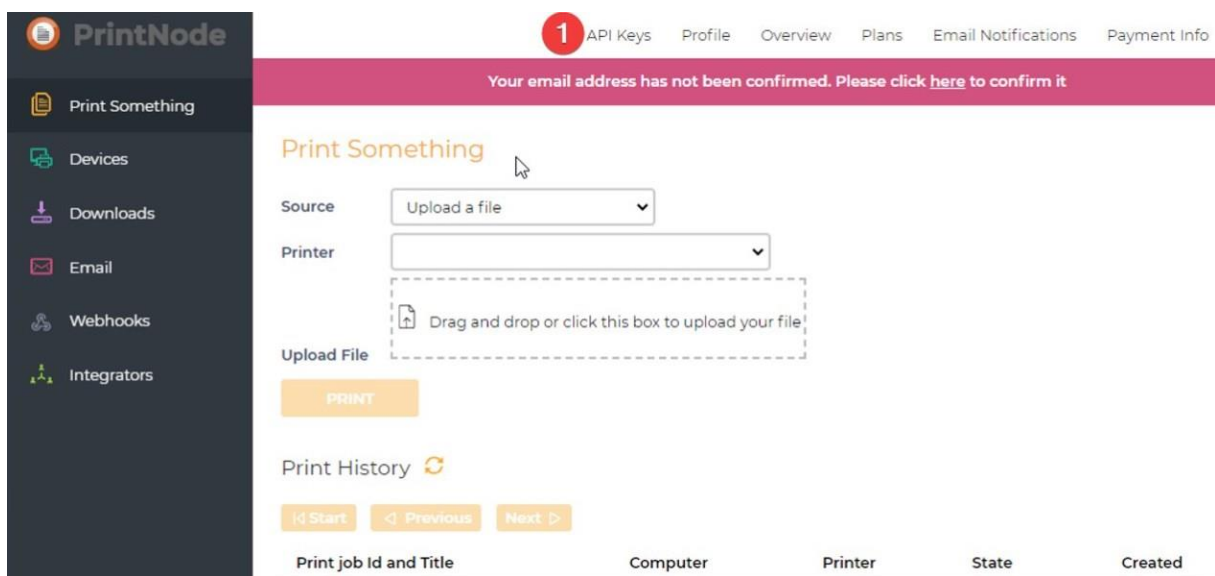 PrintNode
1 API Keys Profile Overview Plans Email Notifications Payment Info
Your email address has not been confirmed. Please click here to confirm it
Print Something
Devices
Downloads
Email
Webhooks
Integrators
Print Something
Source Upload a file
Printer
Drag and drop or click this box to upload your file
Upload File
PRINT
Print History
Start Previous Next
Print job Id and Title Computer Printer State Created